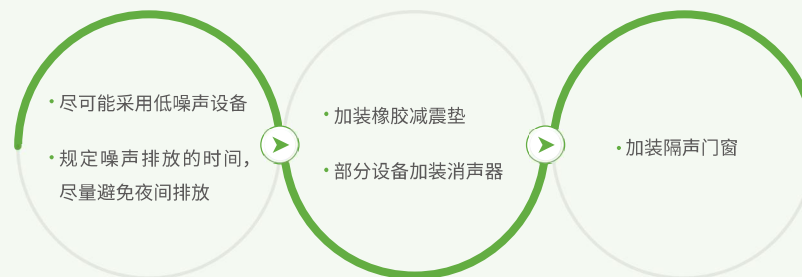 • 尽可能采用低噪声设备
• 规定噪声排放的时间，
尽量避免夜间排放
• 加装橡胶减震垫
• 部分设备加装消声器
• 加装隔声门窗